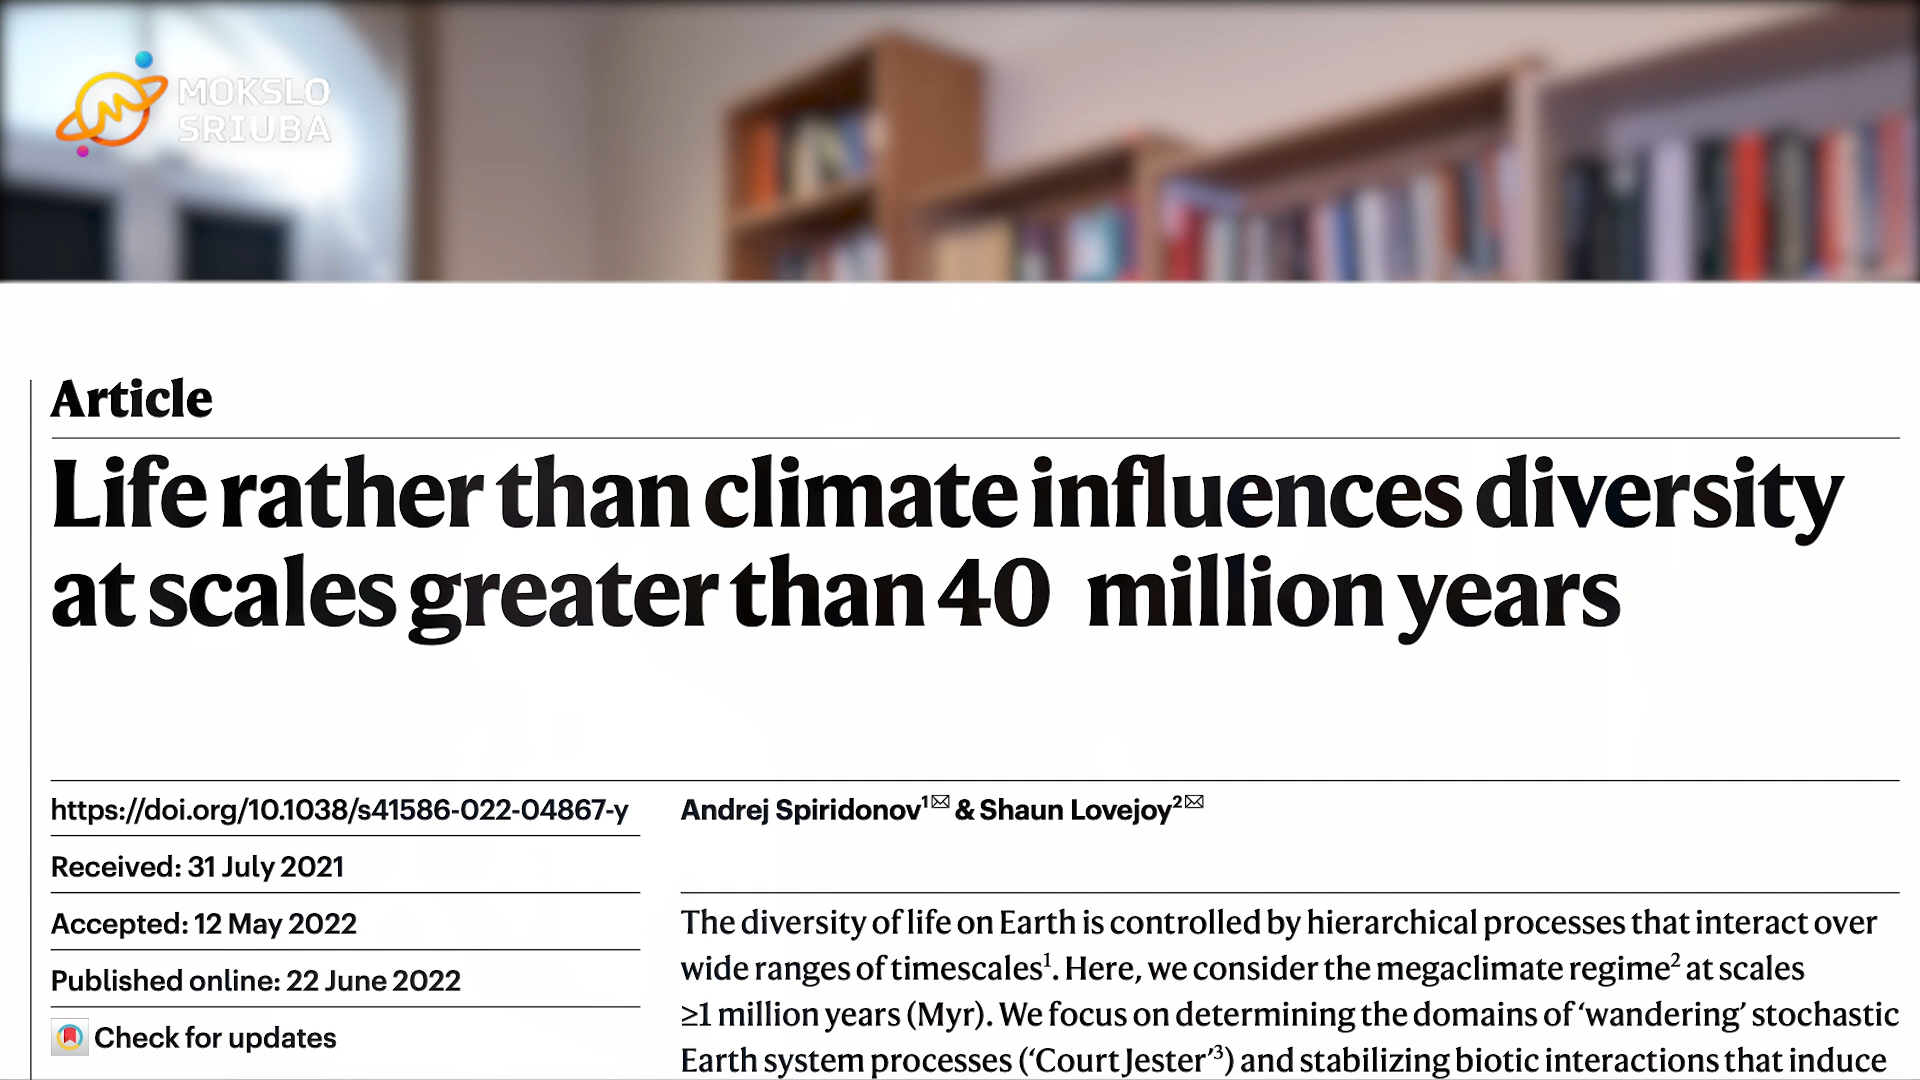 MOKSLO
SRIUBA
Article
Life rather than climate influences diversity
at scales greater than 40 million years
https://doi.org/10.1038/s41586-022-04867-y
Received: 31 July 2021
Accepted: 12 May 2022
Published online: 22 June 2022
Check for updates
Andrej Spiridonov1✉ & Shaun Lovejoy2✉
The diversity of life on Earth is controlled by hierarchical processes that interact over
wide ranges of timescales1. Here, we consider the megaclimate regime2 at scales
≥1 million years (Myr). We focus on determining the domains of ‘wandering’ stochastic
Earth system processes (‘Court Jester’3) and stabilizing biotic interactions that induce